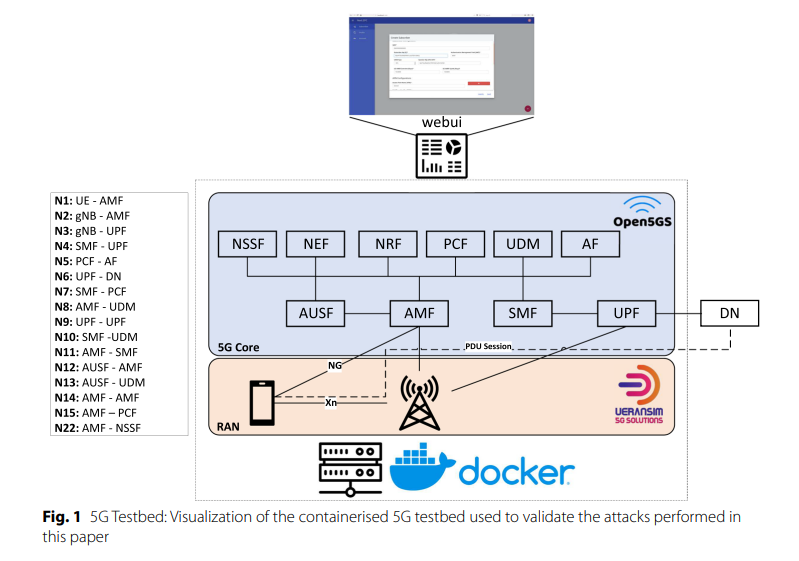 webui
N1: UE - AMF
N2: gNB - AMF
N3: gNB - UPF
N4: SMF - UPF
N5: PCF - AF
N6: UPF - DN
N7: SMF - PCF
N8: AMF - UDM
N9: UPF - UPF
N10: SMF -UDM
N11: AMF - SMF
N12: AUSF - AMF
N13: AUSF - UDM
N14: AMF - AMF
N15: AMF – PCF
N22: AMF - NSSF
Open5GS
NSSF
NEF
NRF
PCF
UDM
AF
AUSF
AMF
SMF
UPF
DN
5G Core
PDU Session
NG
Xn
RAN
UERANSIM
5G SOLUTIONS
docker
Fig. 1 5G Testbed: Visualization of the containerised 5G testbed used to validate the attacks performed in
this paper